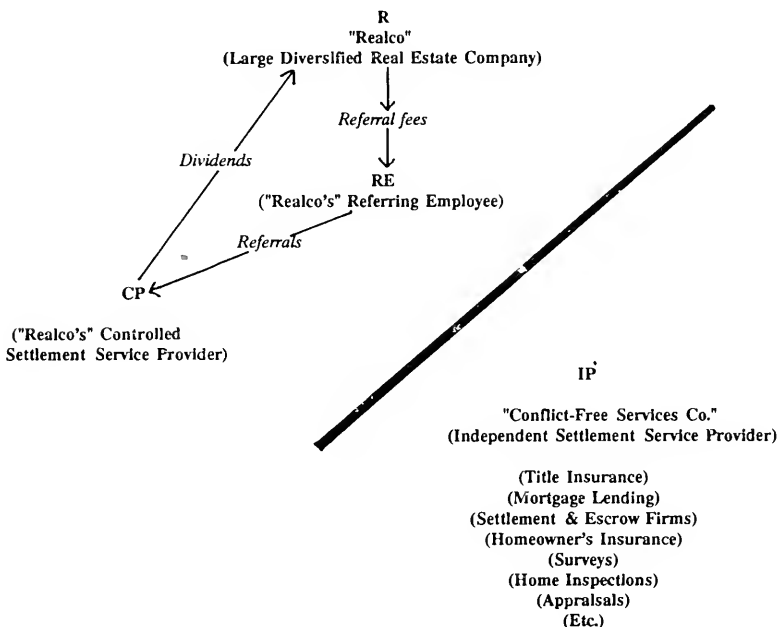 R
"Realco"
(Large Diversified Real Estate Company)
Referral fees
Dividends
RE
("Realco's" Referring Employee)
Referrals
CP
("Realco's" Controlled
Settlement Service Provider)
IP
"Conflict-Free Services Co."
(Independent Settlement Service Provider)
(Title Insurance)
(Mortgage Lending)
(Settlement & Escrow Firms)
(Homeowner's Insurance)
(Surveys)
(Home Inspections)
(Appraisals)
(Etc.)